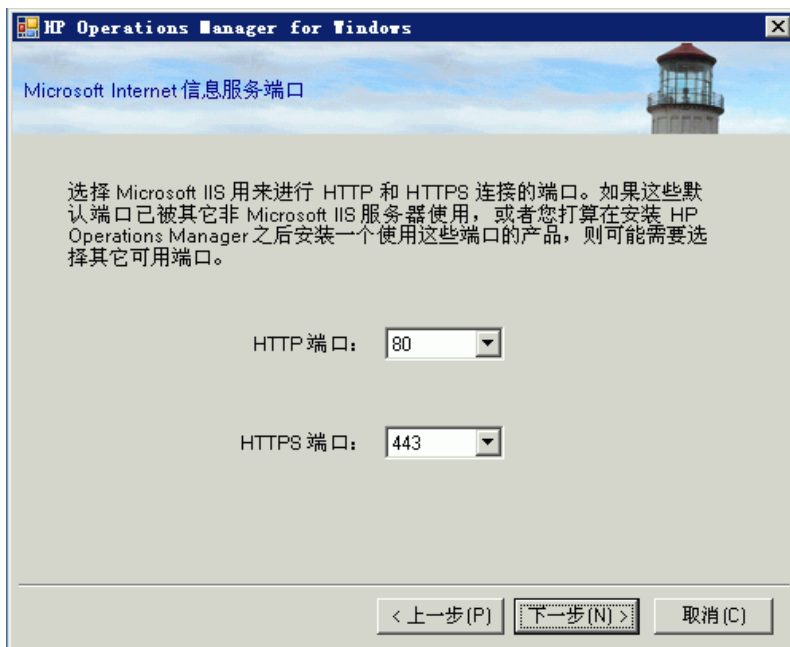 HP Operations Manager for Windows
Microsoft Internet 信息服务端口
选择 Microsoft IIS 用来进行 HTTP 和 HTTPS 连接的端口。如果这些默
认端口已被其它非 Microsoft IIS 服务器使用，或者您打算在安装 HP
Operations Manager 之后安装一个使用这些端口的产品，则可能需要选
择其它可用端口。
HTTP 端口： 80
HTTPS 端口： 443
< 上一步(P) 下一步(N) > 取消(C)